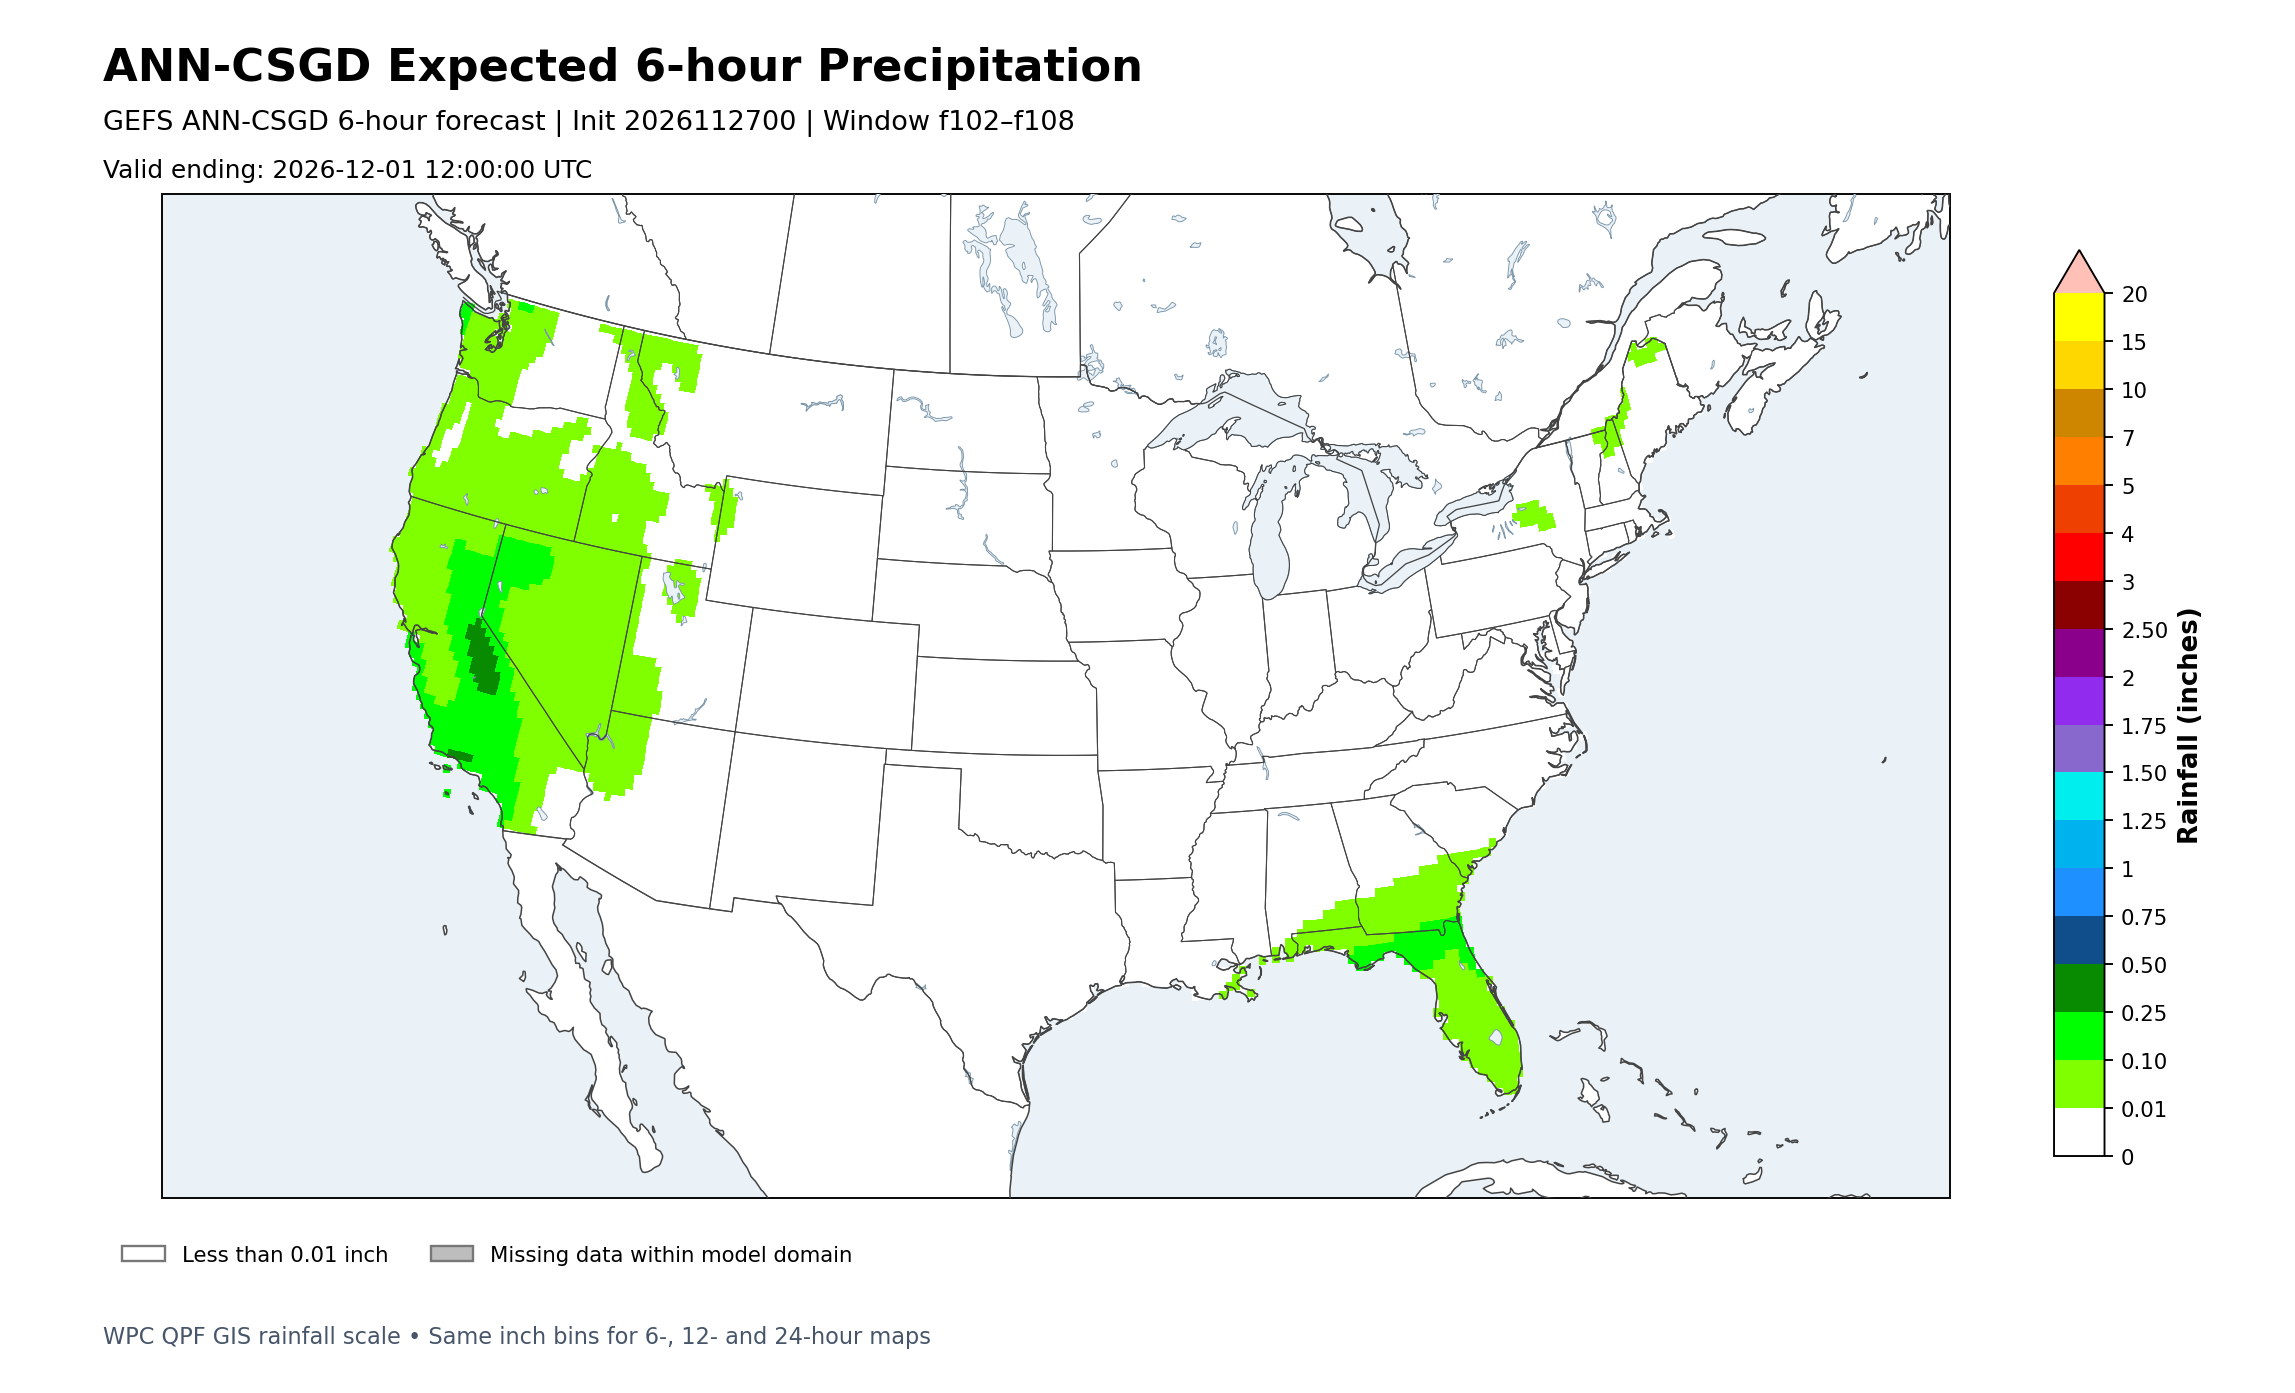 ANN-CSGD Expected 6-hour Precipitation
GEFS ANN-CSGD 6-hour forecast | Init 2026112700 | Window f102–f108
Valid ending: 2026-12-01 12:00:00 UTC
20
15
10
7
5
4
3
2.50
2
1.75
1.50
1.25
1
0.75
0.50
0.25
0.10
0.01
0
Rainfall (inches)
Less than 0.01 inch
Missing data within model domain
WPC QPF GIS rainfall scale • Same inch bins for 6-, 12- and 24-hour maps